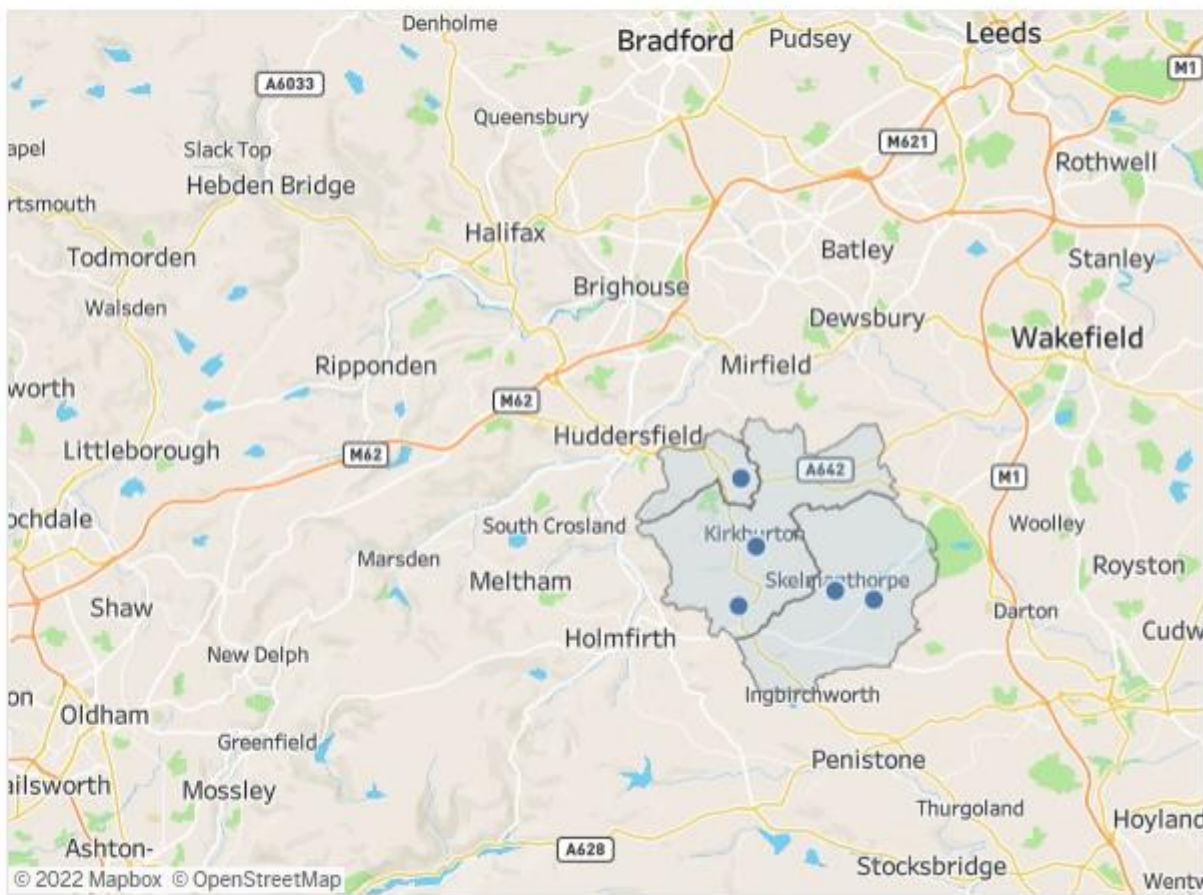 Denholme
Bradford
Pudsey
Leeds
A6033
M1
Queensbury
M621
apel
Slack Top
Rothwell
Hebden Bridge
rtsmouth
Halifax
Batley
Todmorden
Stanley
Brighouse
Walsden
Dewsbury
Wakefield
Ripponden
Mirfield
worth
M62
Huddersfield
Littleborough
M62
A642
M1
ochdale
South Crosland
Kirkburton
Woolley
Marsden
Meltham
Skelmanthorpe
Royston
Shaw
Darton
Cudw
Holmfirth
New Delph
on
Ingbirchworth
Oldham
Greenfield
Penistone
ailsworth
Mossley
Thurgoland
Hoyland
Ashton-
A628
Stocksbridge
© 2022 Mapbox © OpenStreetMap
Wenty